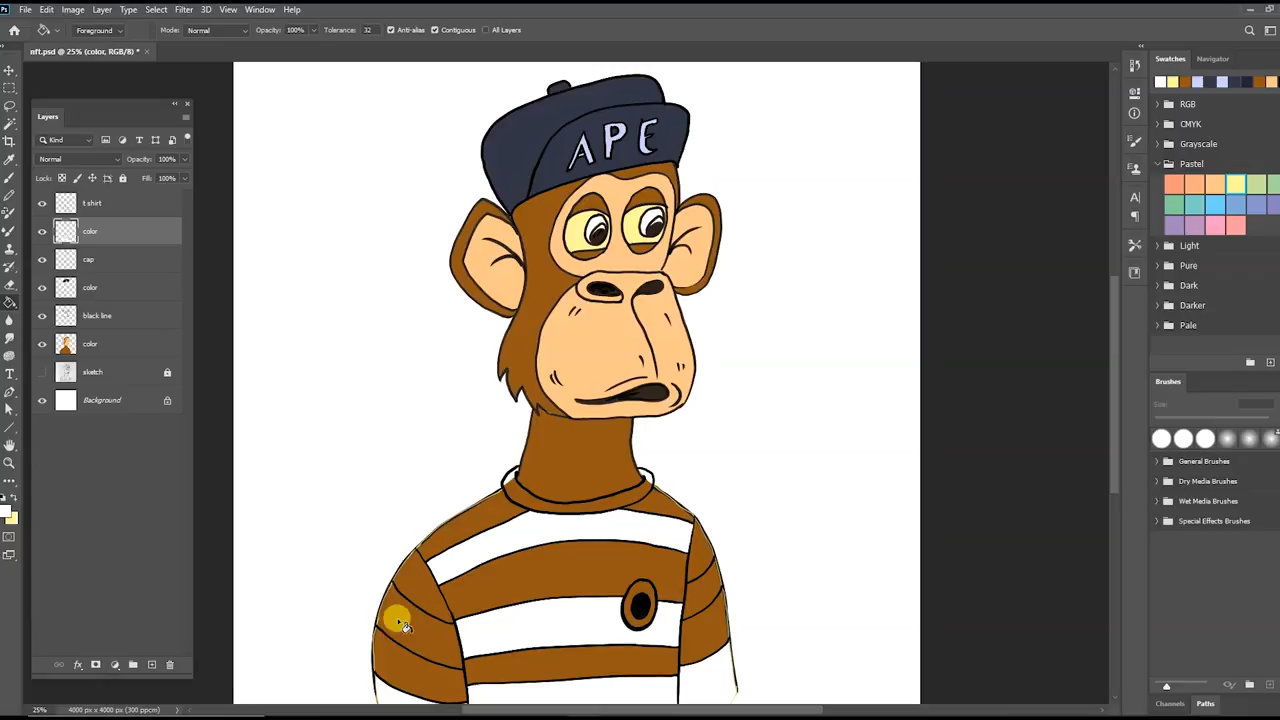 Ps File Edit Image Layer Type Select Filter 3D View Window Help
Foreground Mode: Normal Opacity: 100% Tolerance: 32 Anti-alias Contiguous All Layers
nft.psd @ 25% (color, RGB/8) * ×
Layers
Kind
Normal Opacity: 100%
Lock: Fill: 100%
t shirt
color
cap
color
black line
color
sketch
Background
fx
APE
Swatches Navigator
RGB
CMYK
Grayscale
Pastel
Light
Pure
Dark
Darker
Pale
Brushes
Size:
General Brushes
Dry Media Brushes
Wet Media Brushes
Special Effects Brushes
Channels Paths
25% 4000 px x 4000 px (300 ppcm)